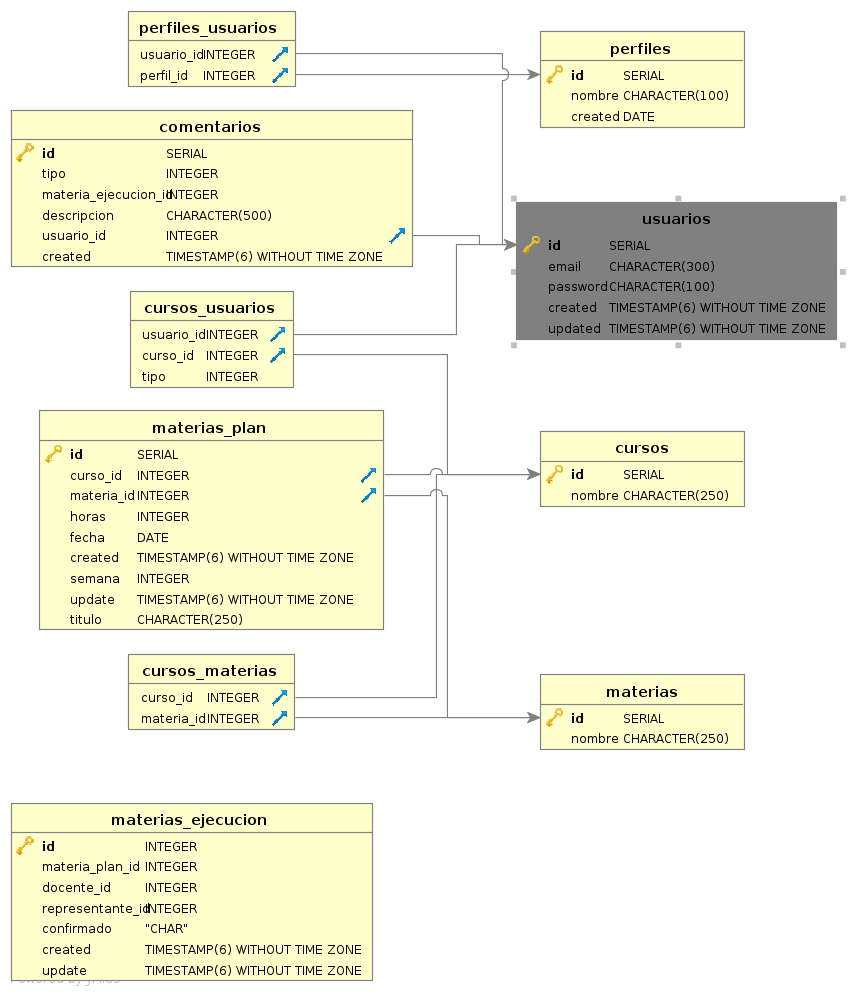 perfiles_usuarios
usuario_id INTEGER
perfil_id INTEGER
perfiles
id SERIAL
nombre CHARACTER(100)
created DATE
comentarios
id SERIAL
tipo INTEGER
materia_ejecucion_id INTEGER
descripcion CHARACTER(500)
usuario_id INTEGER
created TIMESTAMP(6) WITHOUT TIME ZONE
usuarios
id SERIAL
email CHARACTER(300)
password CHARACTER(100)
created TIMESTAMP(6) WITHOUT TIME ZONE
updated TIMESTAMP(6) WITHOUT TIME ZONE
cursos_usuarios
usuario_id INTEGER
curso_id INTEGER
tipo INTEGER
materias_plan
id SERIAL
curso_id INTEGER
materia_id INTEGER
horas INTEGER
fecha DATE
created TIMESTAMP(6) WITHOUT TIME ZONE
semana INTEGER
update TIMESTAMP(6) WITHOUT TIME ZONE
titulo CHARACTER(250)
cursos
id SERIAL
nombre CHARACTER(250)
cursos_materias
curso_id INTEGER
materia_id INTEGER
materias
id SERIAL
nombre CHARACTER(250)
materias_ejecucion
id INTEGER
materia_plan_id INTEGER
docente_id INTEGER
representante_id INTEGER
confirmado "CHAR"
created TIMESTAMP(6) WITHOUT TIME ZONE
update TIMESTAMP(6) WITHOUT TIME ZONE
Powered by yFiles